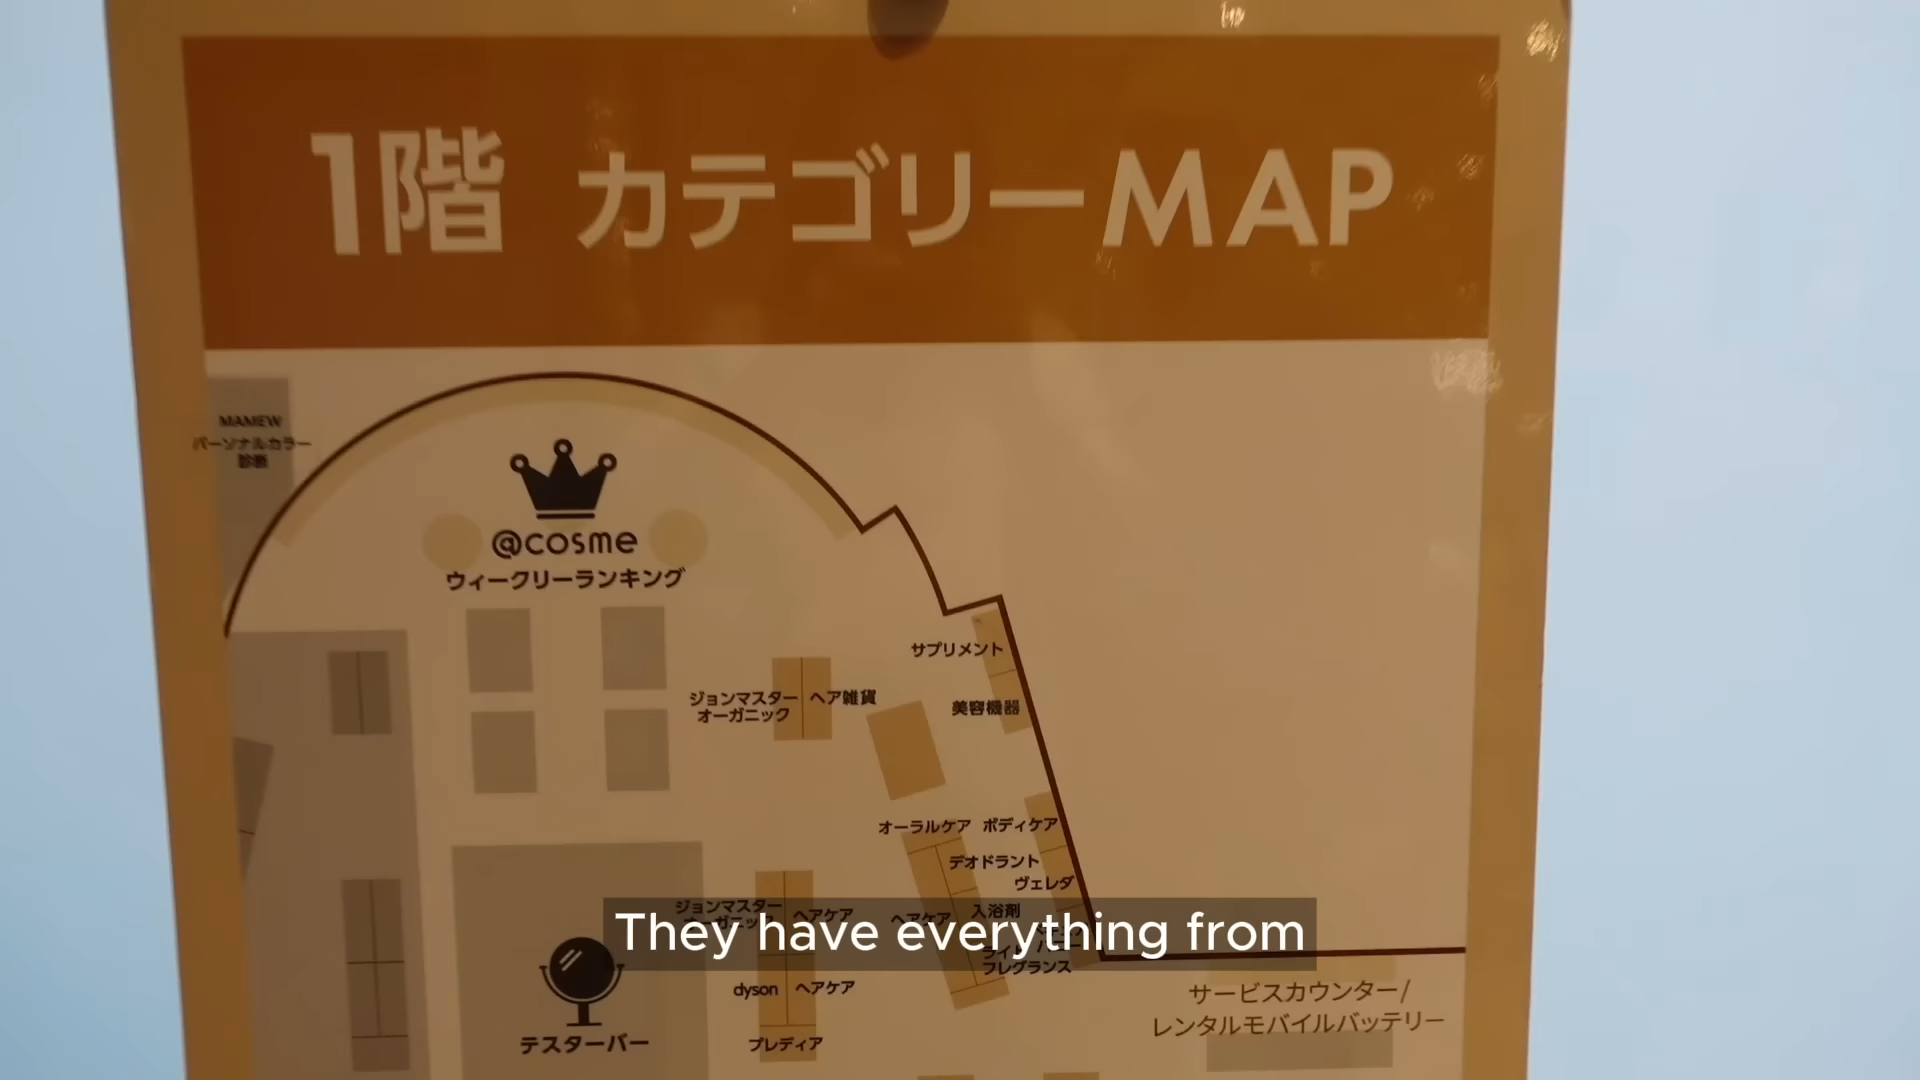 1階 カテゴリーMAP
MAMEW
パーソナルカラー
診断
@cosme
ウィークリーランキング
サプリメント
ジョンマスター
オーガニック
ヘア雑貨
美容機器
オーラルケア
ボディケア
デオドラント
ヴェレダ
ジョンマスター
オーガニック
ヘアケア
ヘアケア
入浴剤
They have everything from
フレグランス
dyson
ヘアケア
サービスカウンター/
レンタルモバイルバッテリー
テスターバー
プレディア